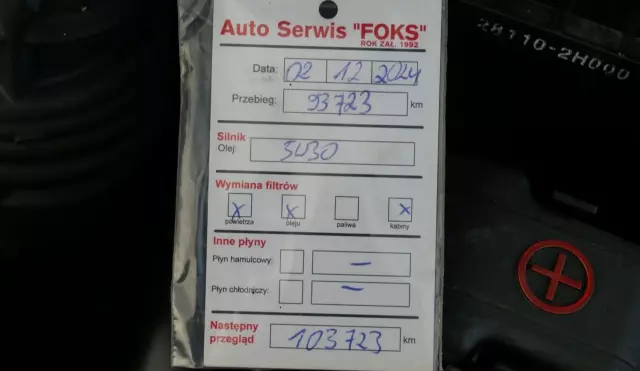 Auto Serwis "FOKS"
ROK ZAŁ. 1992
Data: 02 12 2024
Przebieg: 93723 km
Silnik
Olej: 5W30
Wymiana filtrów
X X X
powietrza oleju paliwa kabiny
Inne płyny
Płyn hamulcowy: –
Płyn chłodniczy: –
Następny
przegląd 103723 km
28110-2H000